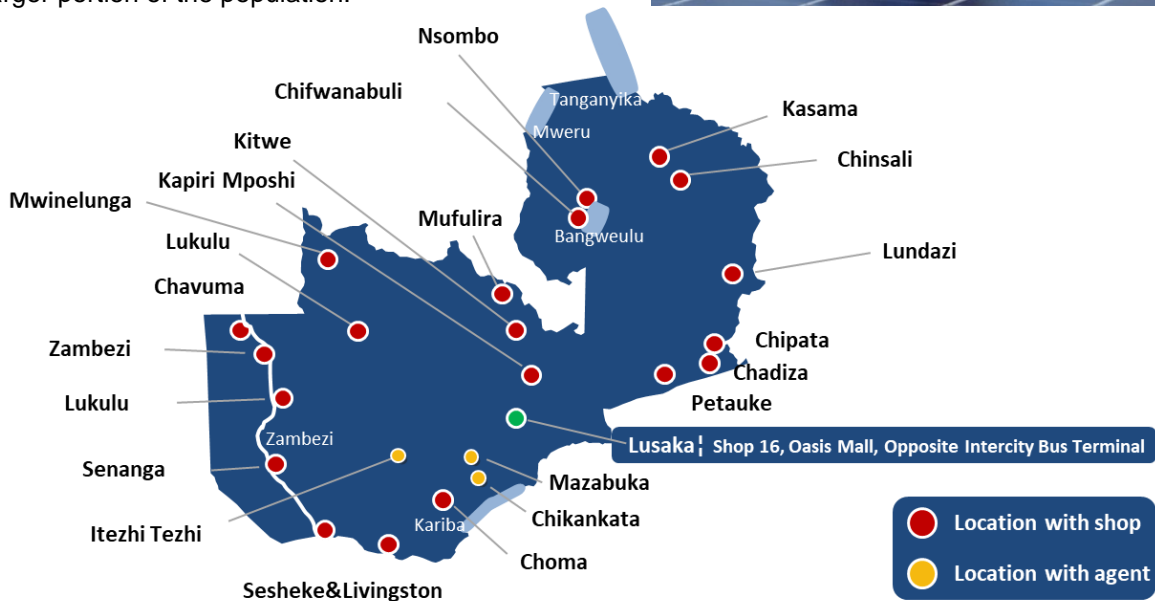 arger portion of the population.
Nsombo
Chifwanabuli
Tanganyika
Kasama
Mweru
Kitwe
Chinsali
Kapiri Mposhi
Mwinelunga
Mufulira
Lukulu
Bangweulu
Lundazi
Chavuma
Zambezi
Chipata
Chadiza
Lukulu
Petauke
Zambezi
Lusaka¦ Shop 16, Oasis Mall, Opposite Intercity Bus Terminal
Senanga
Mazabuka
Chikankata
Kariba
Itezhi Tezhi
Choma
Sesheke&Livingston
Location with shop
Location with agent